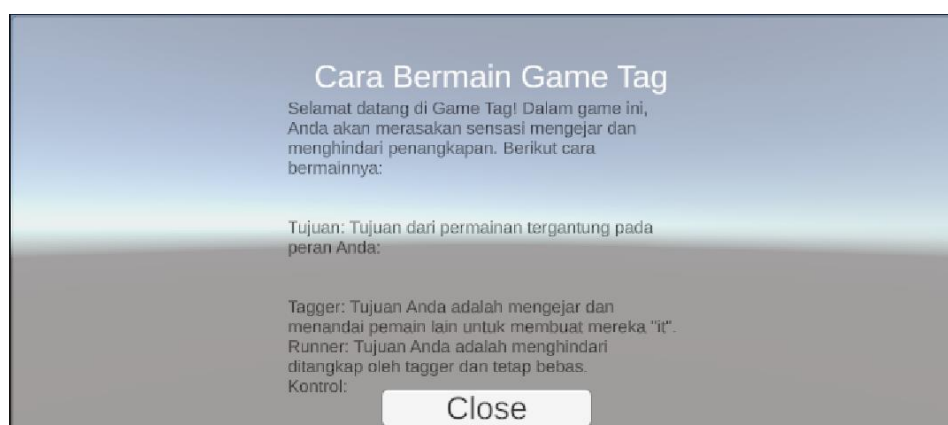 Cara Bermain Game Tag
Selamat datang di Game Tag! Dalam game ini,
Anda akan merasakan sensasi mengejar dan
menghindari penangkapan. Berikut cara
bermainnya:
Tujuan: Tujuan dari permainan tergantung pada
peran Anda:
Tagger: Tujuan Anda adalah mengejar dan
menandai pemain lain untuk membuat mereka "it".
Runner: Tujuan Anda adalah menghindari
ditangkap oleh tagger dan tetap bebas.
Kontrol:
Close